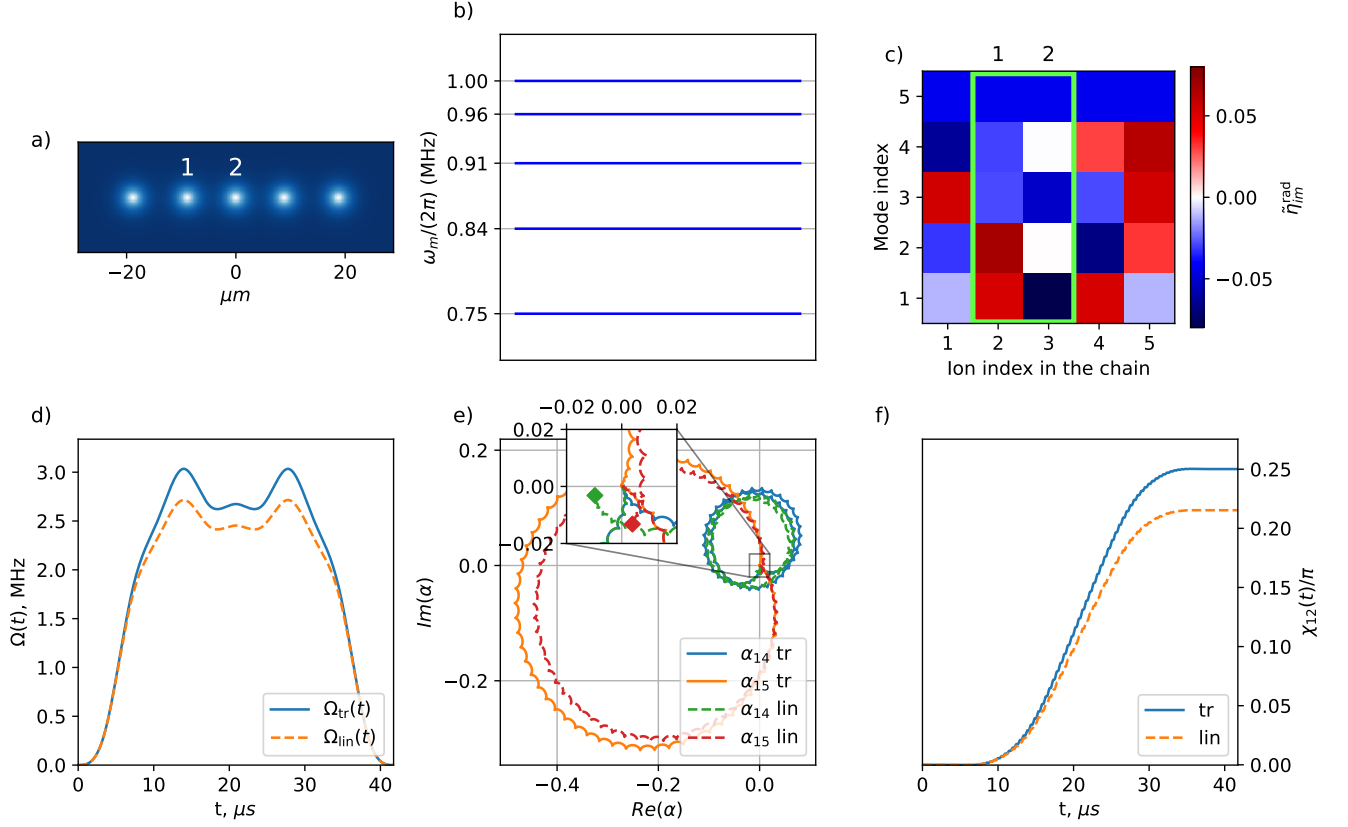 a)
1 2
−20 0 20
μm
b)
ω_m/(2π) (MHz)
1.00
0.96
0.91
0.84
0.75
c)
1 2
Mode index
5
4
3
2
1
1 2 3 4 5
Ion index in the chain
0.05
0.00
−0.05
η̃_im^rad
d)
Ω(t), MHz
3.0
2.5
2.0
1.5
1.0
0.5
0.0
0 10 20 30 40
t, μs
Ω_tr(t)
Ω_lin(t)
e)
−0.02 0.00 0.02
0.02
0.00
−0.02
Im(α)
0.2
0.0
−0.2
−0.4 −0.2 0.0
Re(α)
α_14 tr
α_15 tr
α_14 lin
α_15 lin
f)
0.25
0.20
0.15
0.10
0.05
0.00
χ_12(t)/π
0 10 20 30 40
t, μs
tr
lin